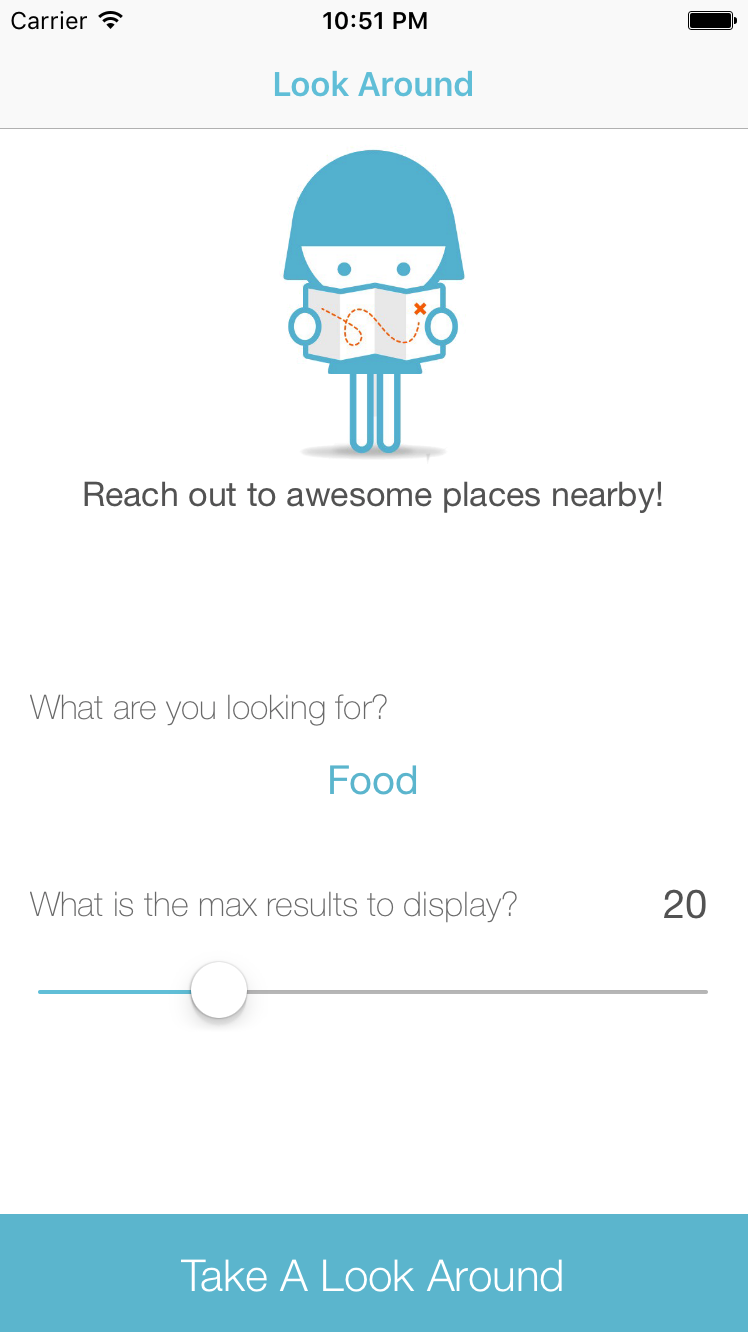 Carrier 10:51 PM
Look Around
Reach out to awesome places nearby!
What are you looking for?
Food
What is the max results to display? 20
Take A Look Around